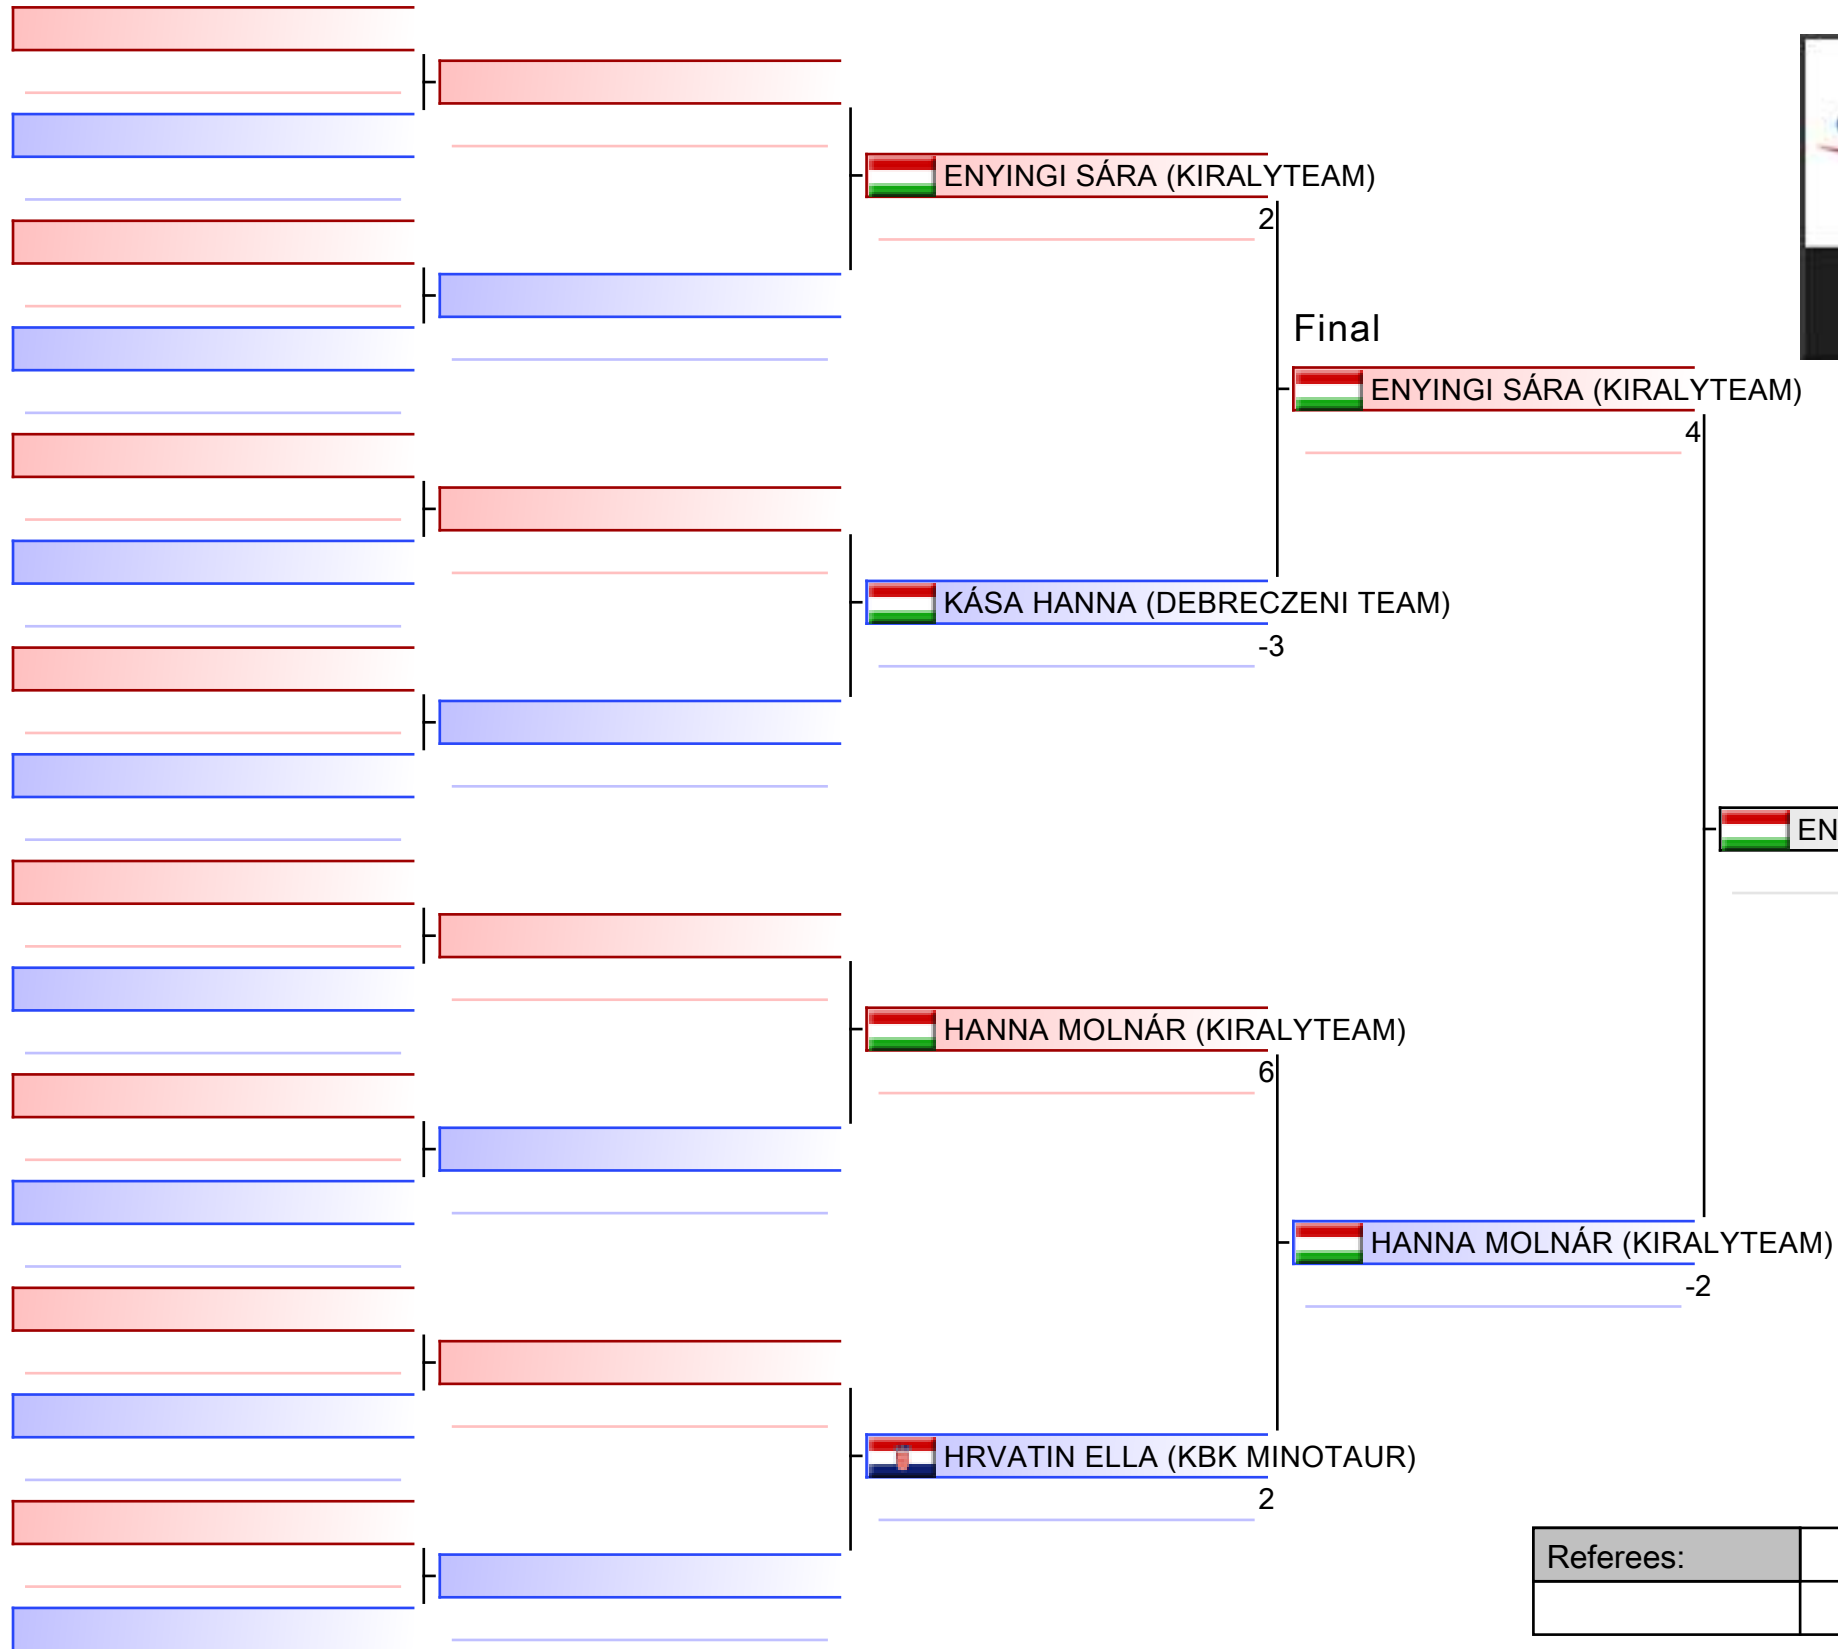 ENYINGI SÁRA (KIRALYTEAM)
2
Final
ENYINGI SÁRA (KIRALYTEAM)
4
KÁSA HANNA (DEBRECZENI TEAM)
-3
EN
HANNA MOLNÁR (KIRALYTEAM)
6
HANNA MOLNÁR (KIRALYTEAM)
-2
HRVATIN ELLA (KBK MINOTAUR)
2
Referees: